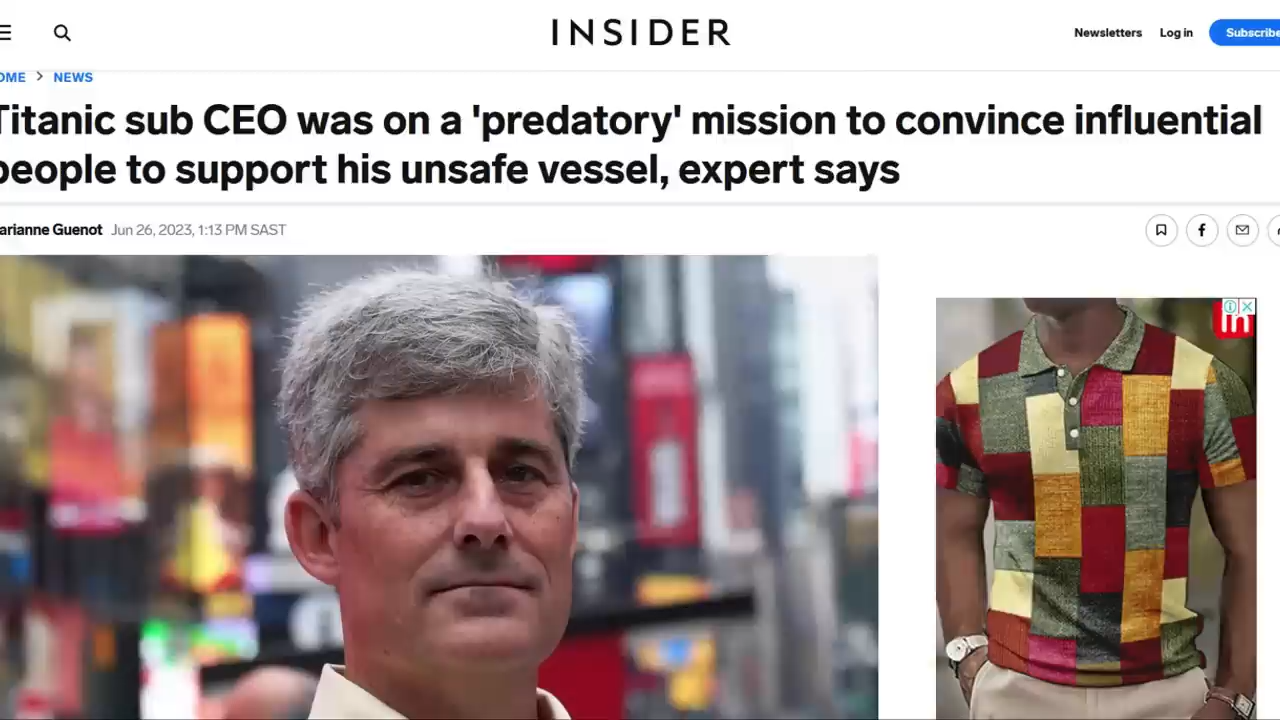 INSIDER
Newsletters Log in Subscribe
OME > NEWS
Titanic sub CEO was on a 'predatory' mission to convince influential
people to support his unsafe vessel, expert says
arianne Guenot Jun 26, 2023, 1:13 PM SAST
in